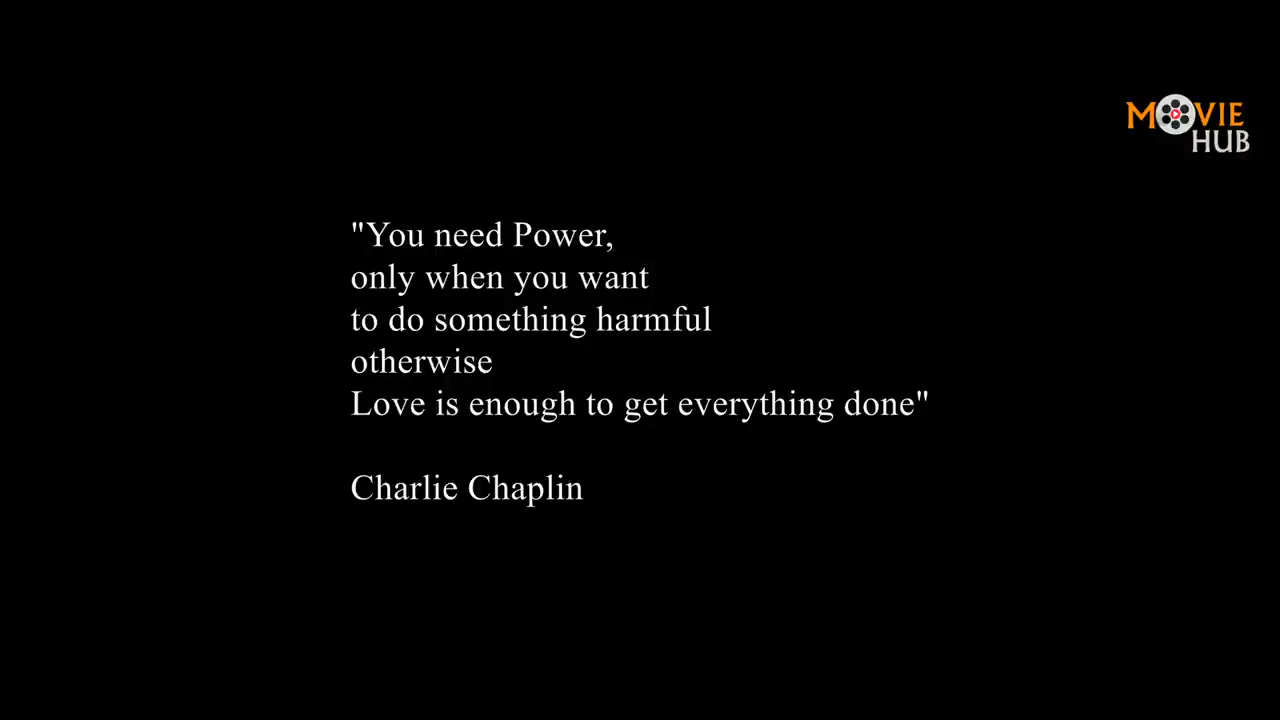 MOVIE
HUB
"You need Power,
only when you want
to do something harmful
otherwise
Love is enough to get everything done"
Charlie Chaplin